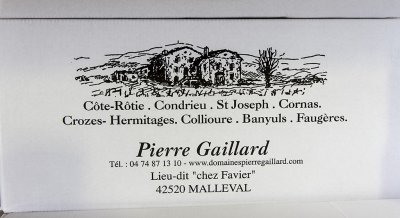 Côte-Rôtie . Condrieu . St Joseph . Cornas.
Crozes- Hermitages. Collioure . Banyuls . Faugères.
Pierre Gaillard
Tél. : 04 74 87 13 10 - www.domainespierregaillard.com
Lieu-dit "chez Favier"
42520 MALLEVAL